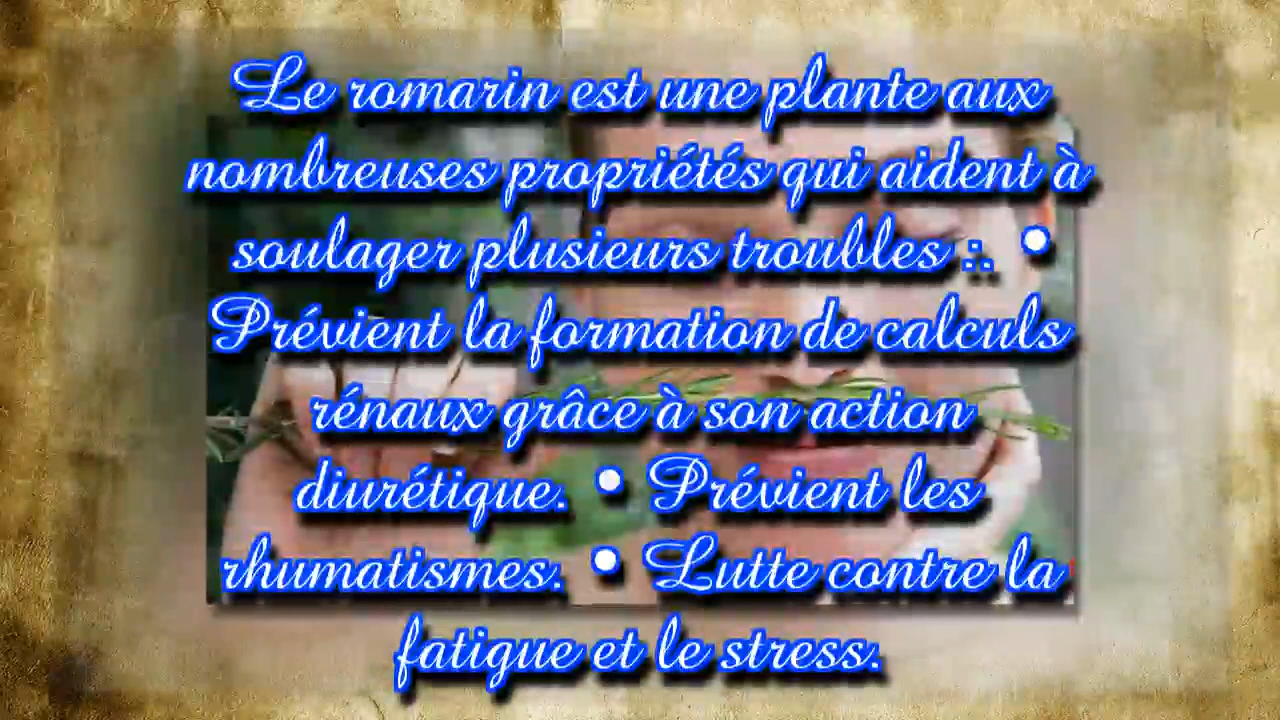 Le romarin est une plante aux
nombreuses propriétés qui aident à
soulager plusieurs troubles :. •
Prévient la formation de calculs
rénaux grâce à son action
diurétique. • Prévient les
rhumatismes. • Lutte contre la
fatigue et le stress.